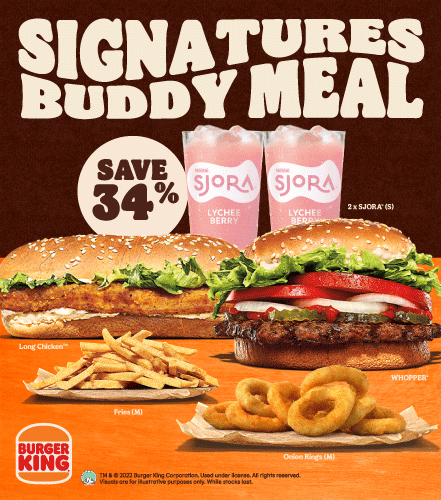 SIGNATURES
BUDDY MEAL
SAVE
34%
Nestlé
SJORA
LYCHEE
BERRY
Nestlé
SJORA
LYCHEE
BERRY
2 x SJORA® (S)
Long Chicken™
WHOPPER®
Fries (M)
Onion Rings (M)
BURGER
KING
TM & © 2022 Burger King Corporation. Used under license. All rights reserved.
Visuals are for illustrative purposes only. While stocks last.